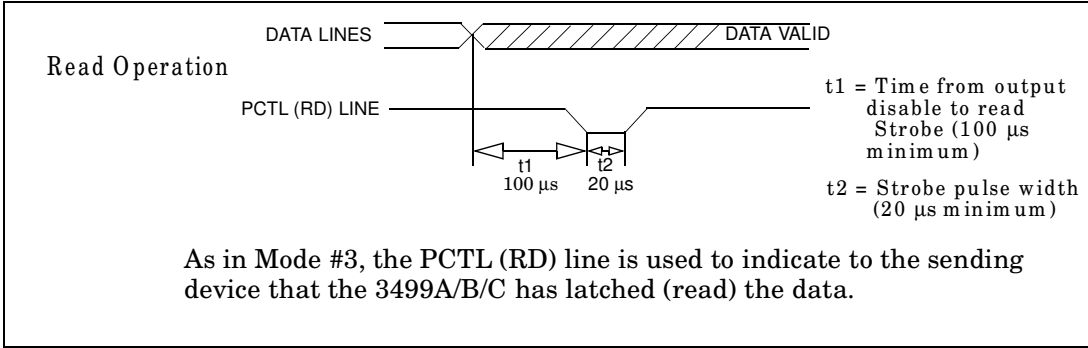 DATA LINES
DATA VALID
Read Operation
PCTL (RD) LINE
t1
100 µs
t2
20 µs
t1 = Time from output
disable to read
Strobe (100 µs
minimum)
t2 = Strobe pulse width
(20 µs minimum)
As in Mode #3, the PCTL (RD) line is used to indicate to the sending
device that the 3499A/B/C has latched (read) the data.